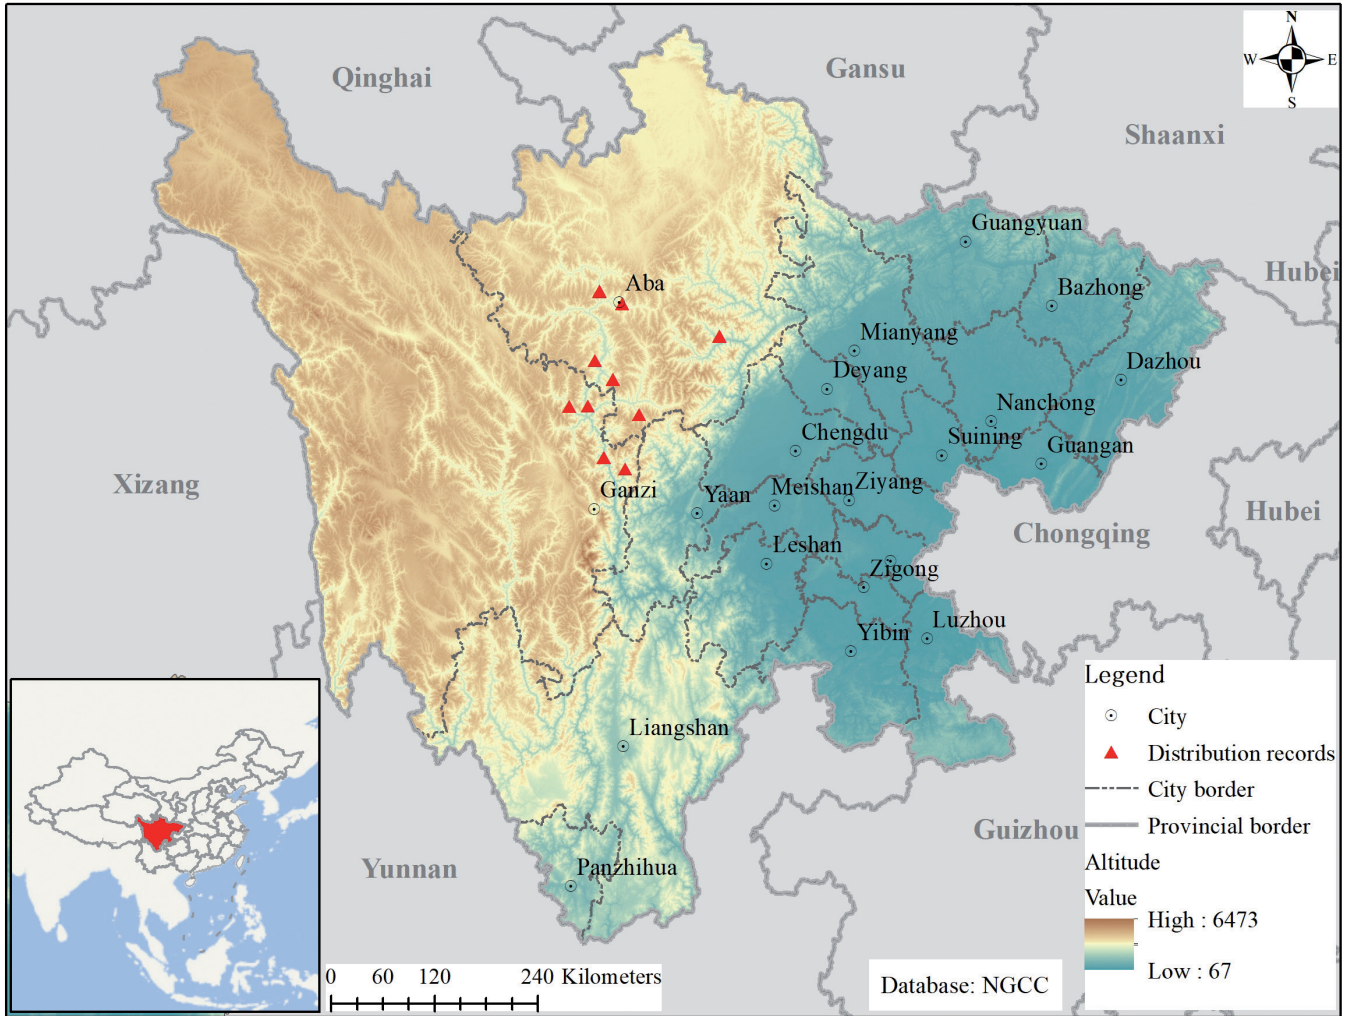 N
W E
S
Qinghai
Gansu
Shaanxi
Hubei
Guangyuan
Bazhong
Aba
Mianyang
Deyang
Dazhou
Nanchong
Chengdu
Suining
Guangan
Xizang
Ganzi
Yaan
Meishan
Ziyang
Hubei
Chongqing
Leshan
Zigong
Yibin
Luzhou
Liangshan
Guizhou
Yunnan
Panzhihua
Legend
City
Distribution records
City border
Provincial border
Altitude
Value
High : 6473
Low : 67
0 60 120 240 Kilometers
Database: NGCC